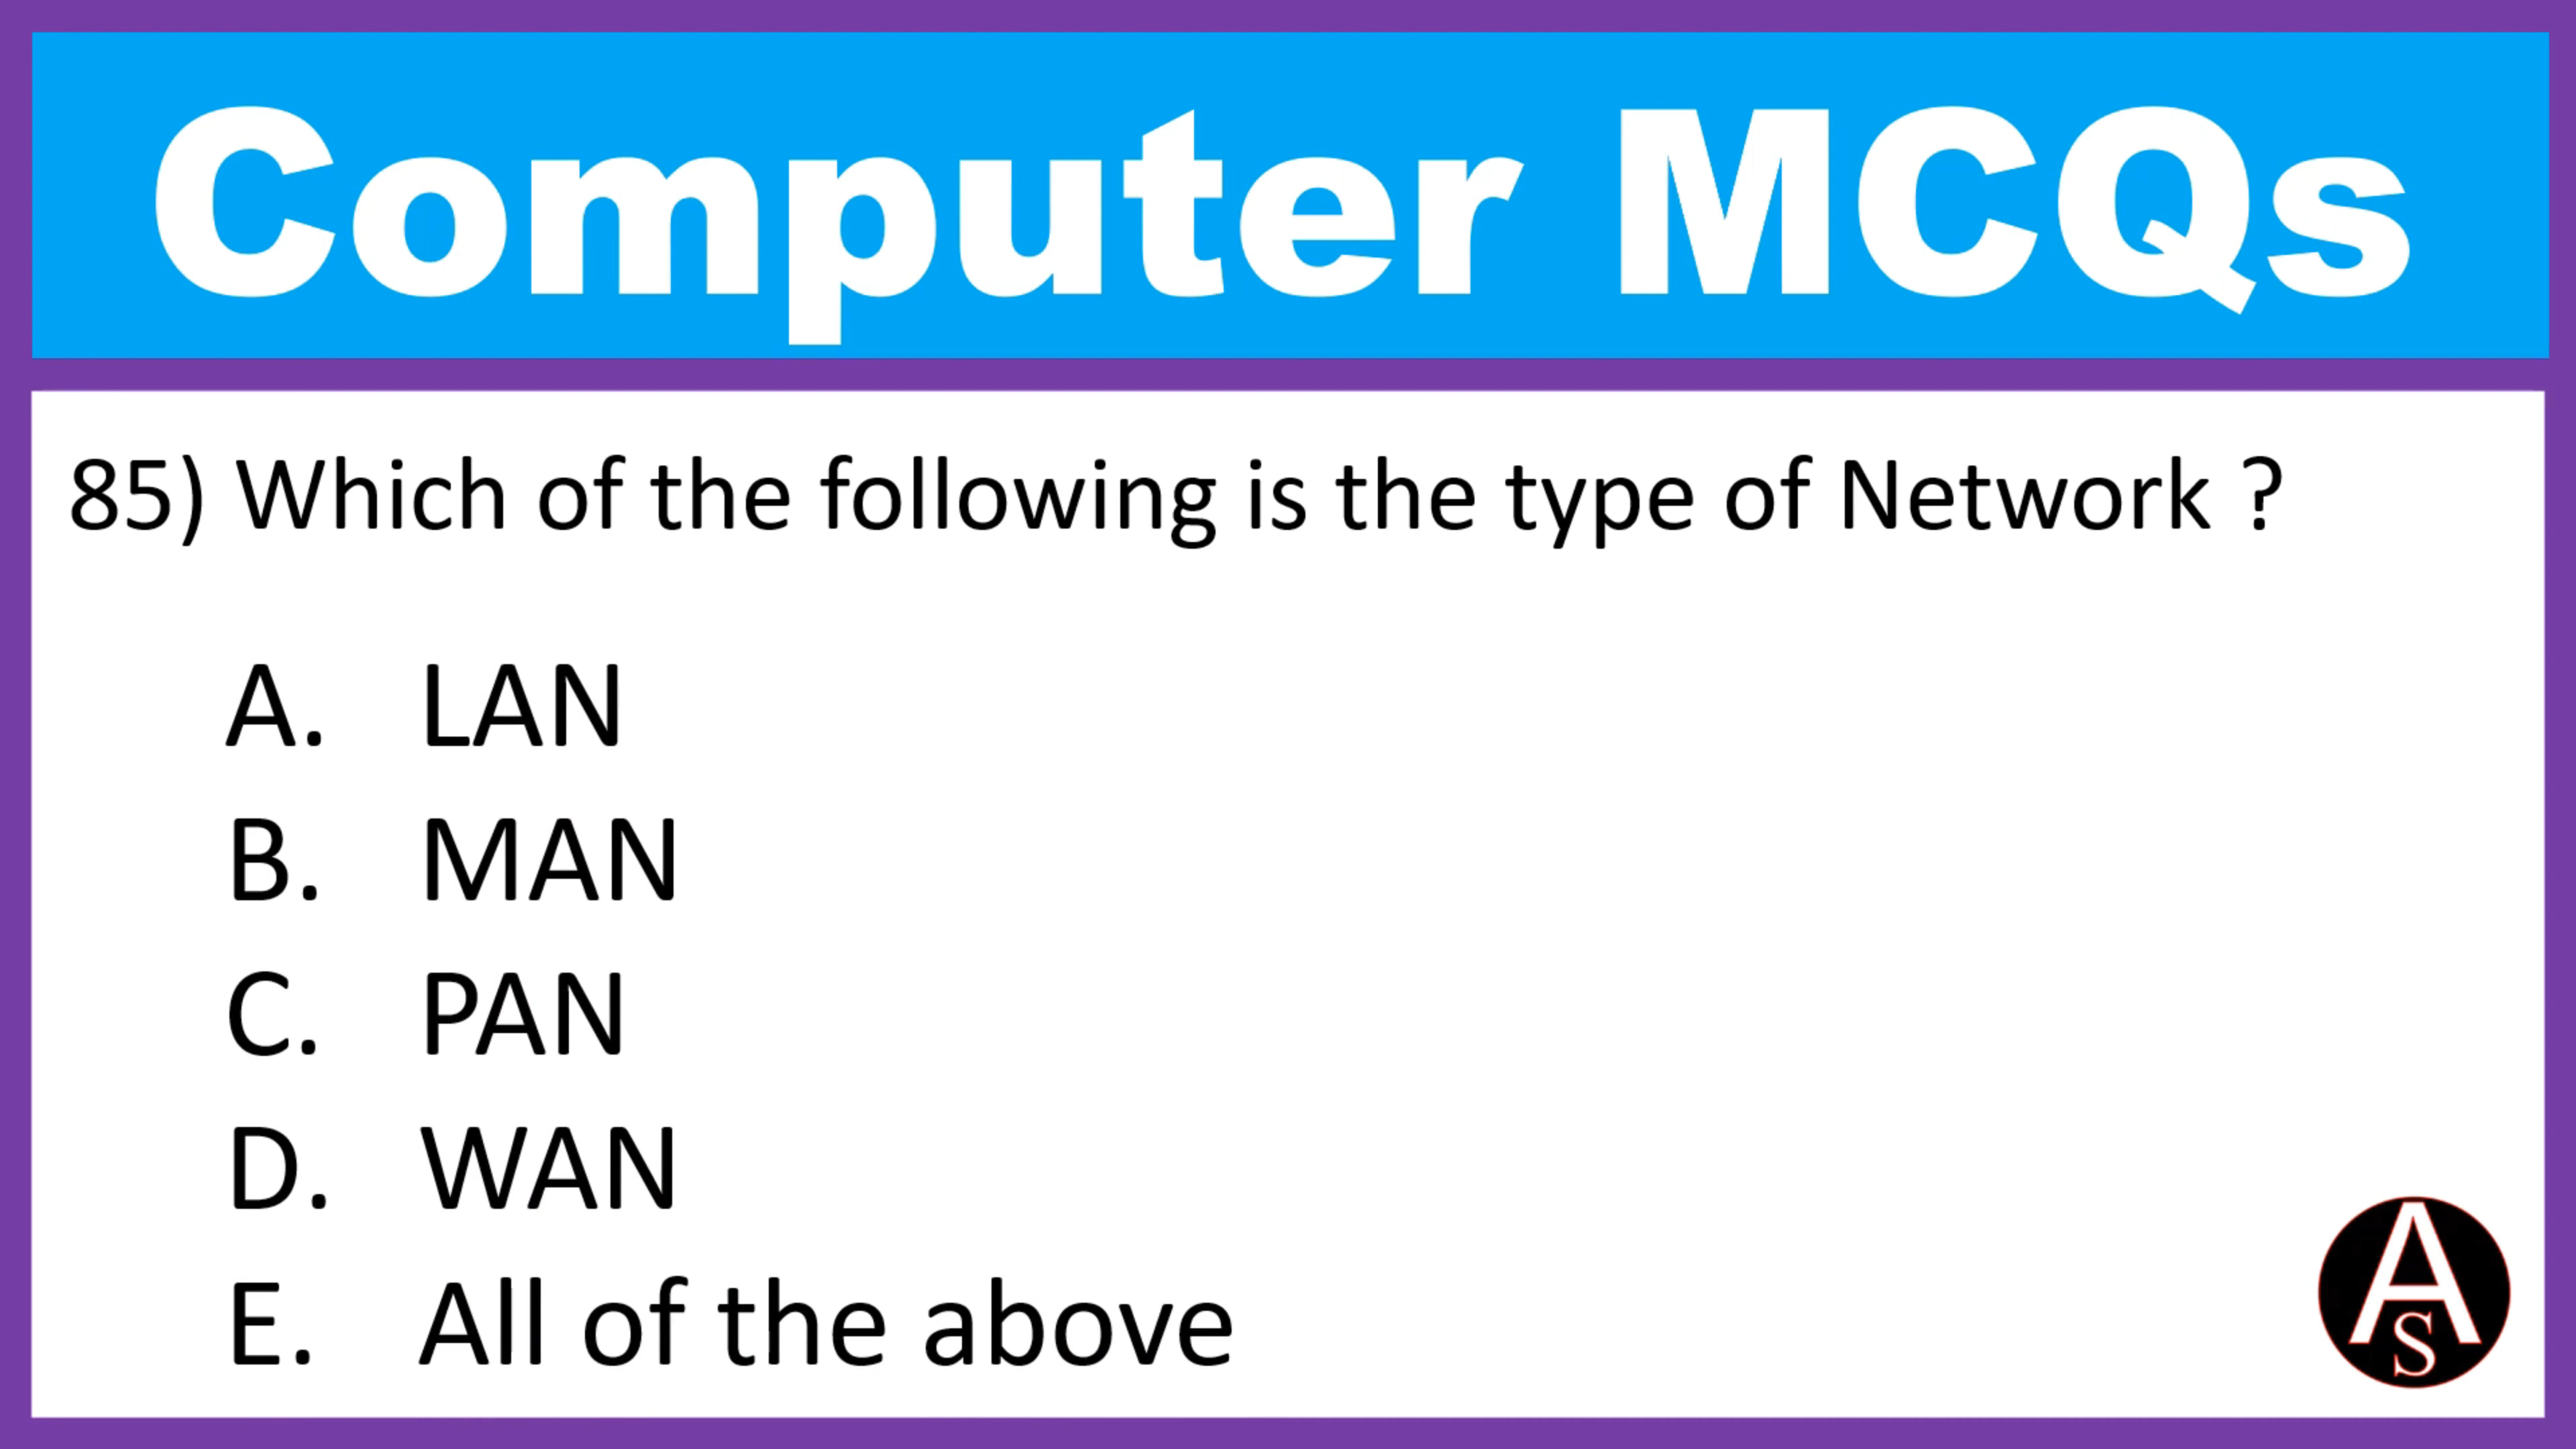 Computer MCQs
85) Which of the following is the type of Network ?
A. LAN
B. MAN
C. PAN
D. WAN
E. All of the above
AS